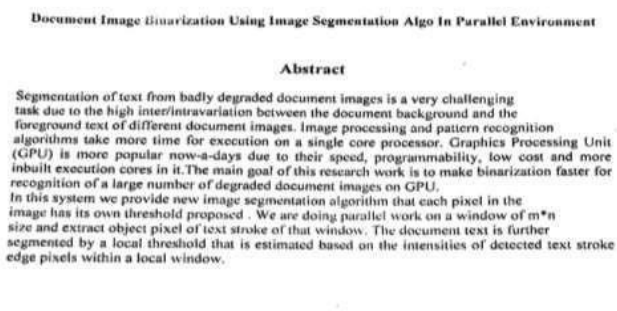 Document Image Binarization Using Image Segmentation Algo In Parallel Environment
Abstract
Segmentation of text from badly degraded document images is a very challenging
task due to the high inter/intravariation between the document background and the
foreground text of different document images. Image processing and pattern recognition
algorithms take more time for execution on a single core processor. Graphics Processing Unit
(GPU) is more popular now-a-days due to their speed, programmability, low cost and more
inbuilt execution cores in it.The main goal of this research work is to make binarization faster for
recognition of a large number of degraded document images on GPU.
In this system we provide new image segmentation algorithm that each pixel in the
image has its own threshold proposed . We are doing parallel work on a window of m*n
size and extract object pixel of text stroke of that window. The document text is further
segmented by a local threshold that is estimated based on the intensities of detected text stroke
edge pixels within a local window.